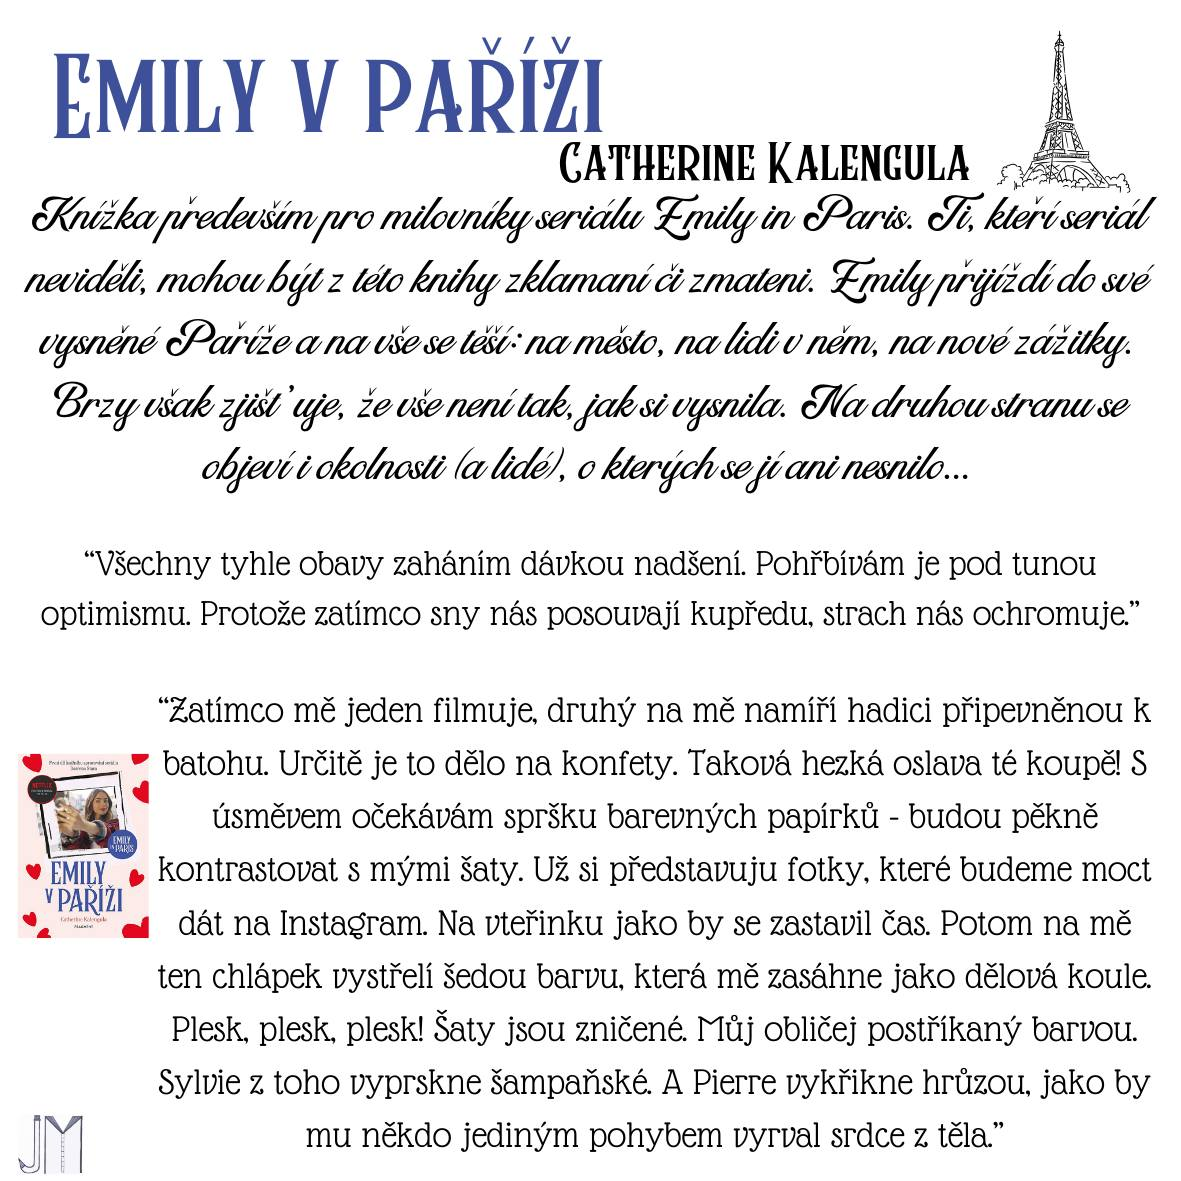 Emily v Paříži
Catherine Kalengula
Knížka především pro milovníky seriálu Emily in Paris. Ti, kteří seriál
neviděli, mohou být z této knihy zklamaní či zmateni. Emily přijíždí do své
vysněné Paříže a na vše se těší: na město, na lidi v něm, na nové zážitky.
Brzy však zjišťuje, že vše není tak, jak si vysnila. Na druhou stranu se
objeví i okolnosti (a lidé), o kterých se jí ani nesnilo...
“Všechny tyhle obavy zaháním dávkou nadšení. Pohřbívám je pod tunou
optimismu. Protože zatímco sny nás posouvají kupředu, strach nás ochromuje.”
“Zatímco mě jeden filmuje, druhý na mě namíří hadici připevněnou k
batohu. Určitě je to dělo na konfety. Taková hezká oslava té koupě! S
úsměvem očekávám spršku barevných papírků - budou pěkně
kontrastovat s mými šaty. Už si představuju fotky, které budeme moct
dát na Instagram. Na vteřinku jako by se zastavil čas. Potom na mě
ten chlápek vystřelí šedou barvu, která mě zasáhne jako dělová koule.
Plesk, plesk, plesk! Šaty jsou zničené. Můj obličej postříkaný barvou.
Sylvie z toho vyprskne šampaňské. A Pierre vykřikne hrůzou, jako by
mu někdo jediným pohybem vyrval srdce z těla.”
První díl knižního zpracování seriálu
Darrena Stara
NETFLIX
EMILY
IN PARIS
EMILY
V PAŘÍŽI
Catherine Kalengula
JM